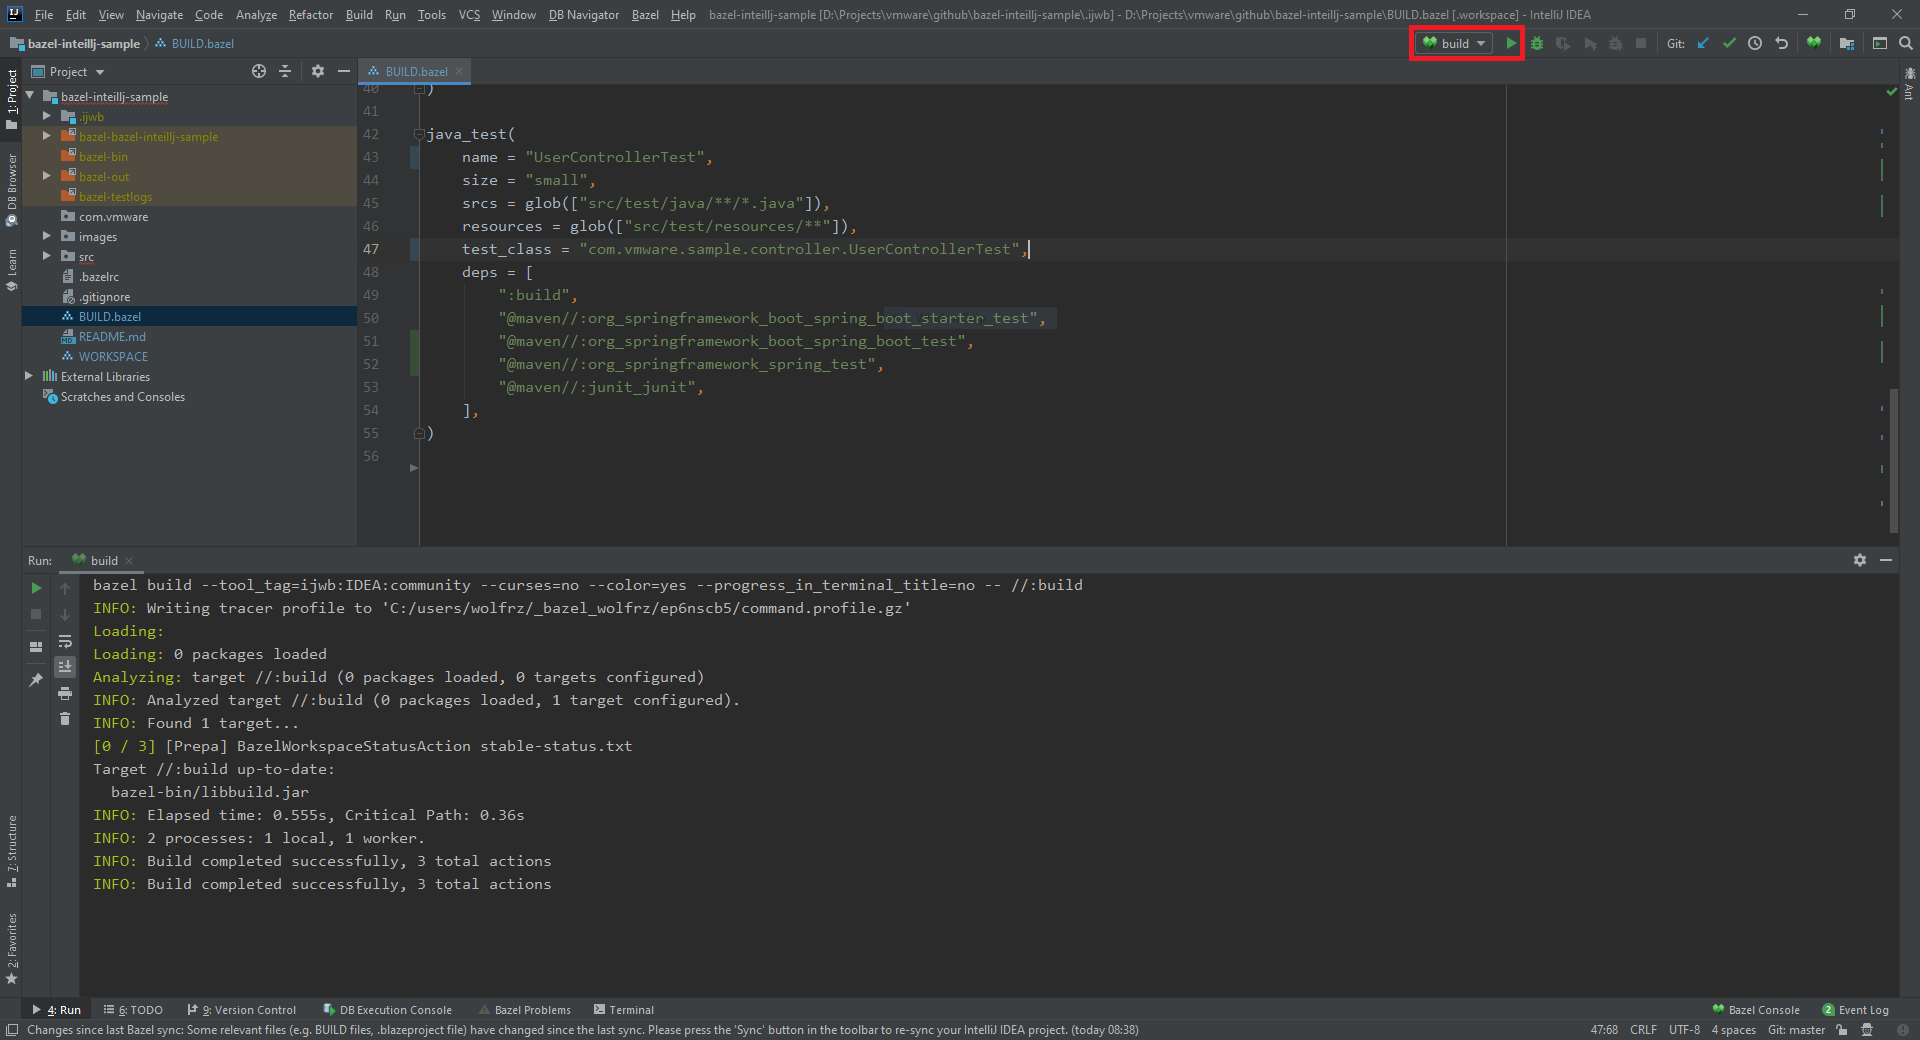 File Edit View Navigate Code Analyze Refactor Build Run Tools VCS Window DB Navigator Bazel Help bazel-inteillj-sample [D:\Projects\vmware\github\bazel-inteillj-sample\.ijwb] - D:\Projects\vmware\github\bazel-inteillj-sample\BUILD.bazel [.workspace] - IntelliJ IDEA
bazel-inteillj-sample BUILD.bazel build Git:
Project BUILD.bazel
1: Project
DB Browser
Learn
7: Structure
2: Favorites
Ant
bazel-inteillj-sample
.ijwb
bazel-bazel-inteillj-sample
bazel-bin
bazel-out
bazel-testlogs
com.vmware
images
src
.bazelrc
.gitignore
BUILD.bazel
README.md
WORKSPACE
External Libraries
Scratches and Consoles
40 )
41
42 java_test(
43 name = "UserControllerTest",
44 size = "small",
45 srcs = glob(["src/test/java/**/*.java"]),
46 resources = glob(["src/test/resources/**"]),
47 test_class = "com.vmware.sample.controller.UserControllerTest",
48 deps = [
49 ":build",
50 "@maven//:org_springframework_boot_spring_boot_starter_test",
51 "@maven//:org_springframework_boot_spring_boot_test",
52 "@maven//:org_springframework_spring_test",
53 "@maven//:junit_junit",
54 ],
55 )
56
Run: build
bazel build --tool_tag=ijwb:IDEA:community --curses=no --color=yes --progress_in_terminal_title=no -- //:build
INFO: Writing tracer profile to 'C:/users/wolfrz/_bazel_wolfrz/ep6nscb5/command.profile.gz'
Loading:
Loading: 0 packages loaded
Analyzing: target //:build (0 packages loaded, 0 targets configured)
INFO: Analyzed target //:build (0 packages loaded, 1 target configured).
INFO: Found 1 target...
[0 / 3] [Prepa] BazelWorkspaceStatusAction stable-status.txt
Target //:build up-to-date:
bazel-bin/libbuild.jar
INFO: Elapsed time: 0.555s, Critical Path: 0.36s
INFO: 2 processes: 1 local, 1 worker.
INFO: Build completed successfully, 3 total actions
INFO: Build completed successfully, 3 total actions
4: Run 6: TODO 9: Version Control DB Execution Console Bazel Problems Terminal Bazel Console 2 Event Log
Changes since last Bazel sync: Some relevant files (e.g. BUILD files, .blazeproject file) have changed since the last sync. Please press the 'Sync' button in the toolbar to re-sync your IntelliJ IDEA project. (today 08:38) 47:68 CRLF UTF-8 4 spaces Git: master